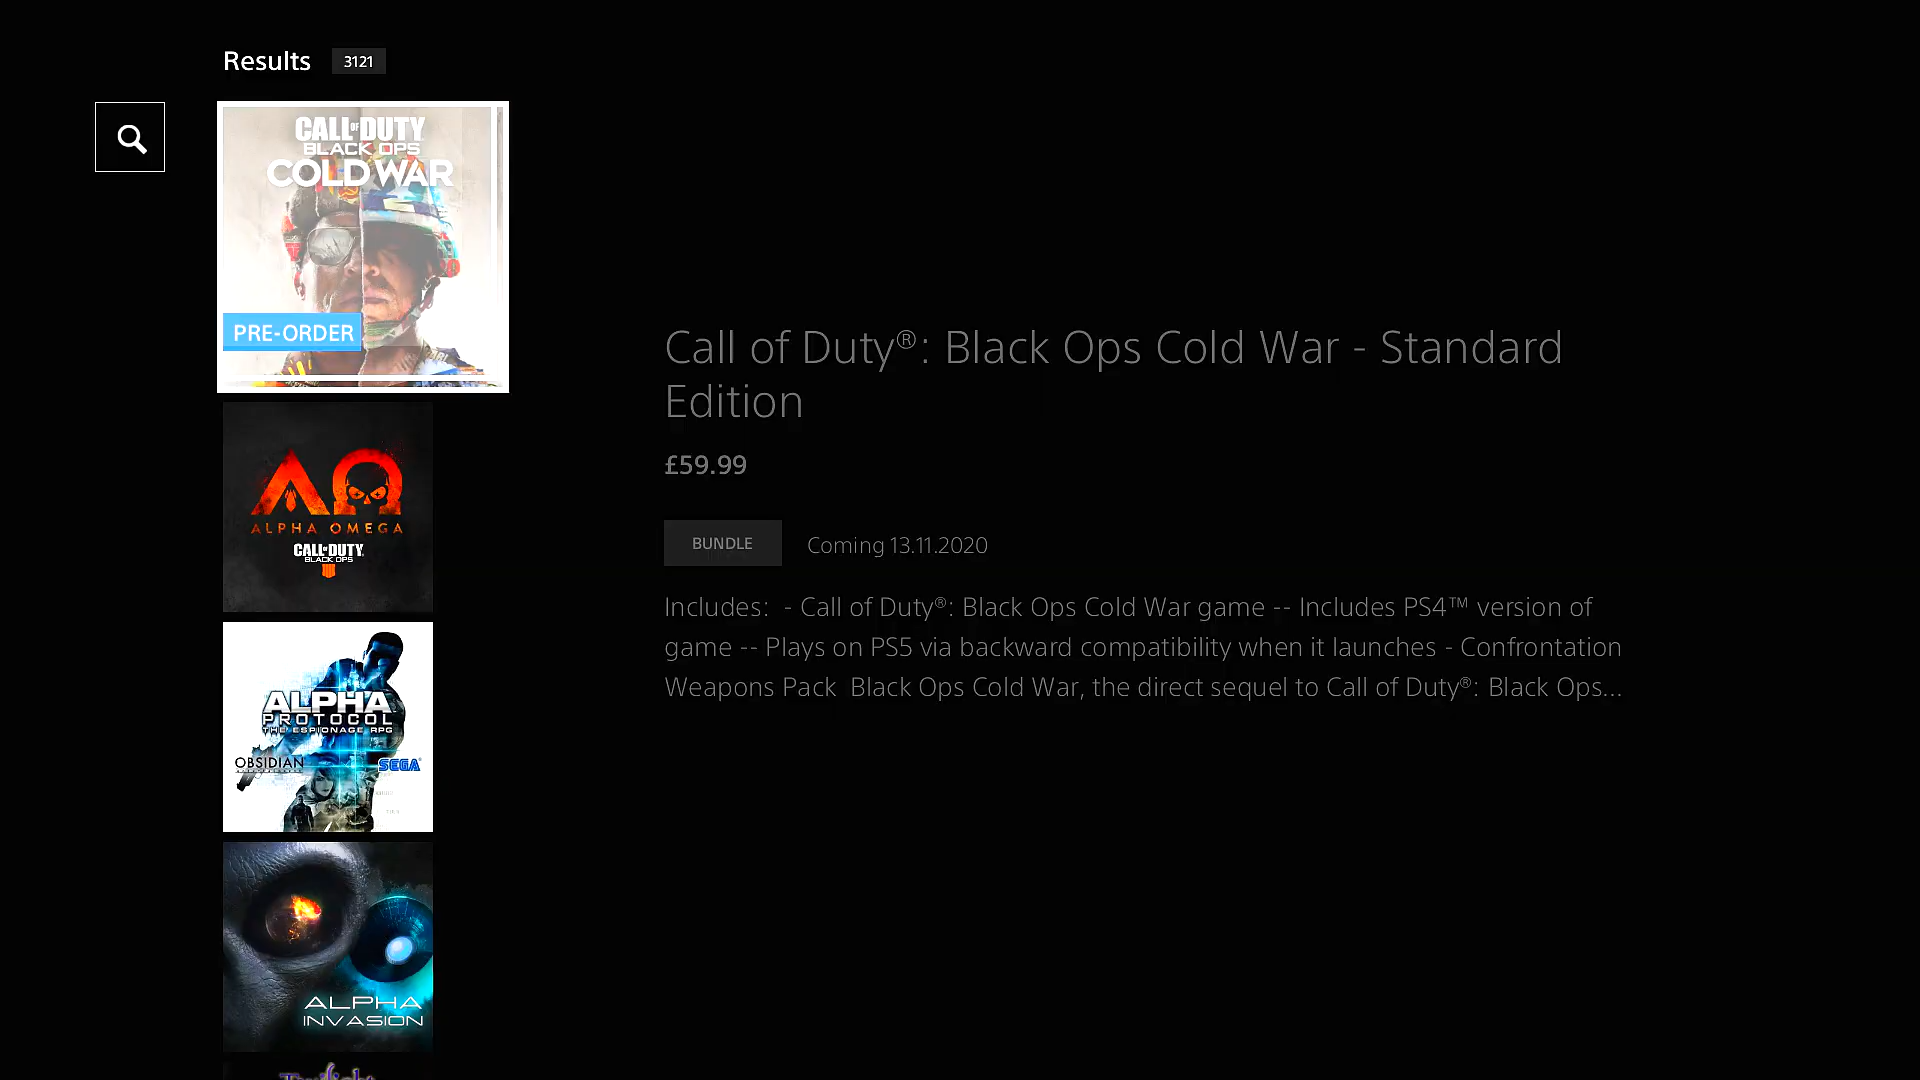 Results 3121
CALL OF DUTY
BLACK OPS
COLD WAR
PRE-ORDER
Call of Duty®: Black Ops Cold War - Standard
Edition
£59.99
BUNDLE Coming 13.11.2020
Includes:  - Call of Duty®: Black Ops Cold War game -- Includes PS4™ version of
game -- Plays on PS5 via backward compatibility when it launches - Confrontation
Weapons Pack  Black Ops Cold War, the direct sequel to Call of Duty®: Black Ops...
ΑΩ
ALPHA OMEGA
CALL OF DUTY
BLACK OPS
ALPHA
PROTOCOL
THE ESPIONAGE RPG
OBSIDIAN
SEGA
ALPHA
INVASION
Twilight